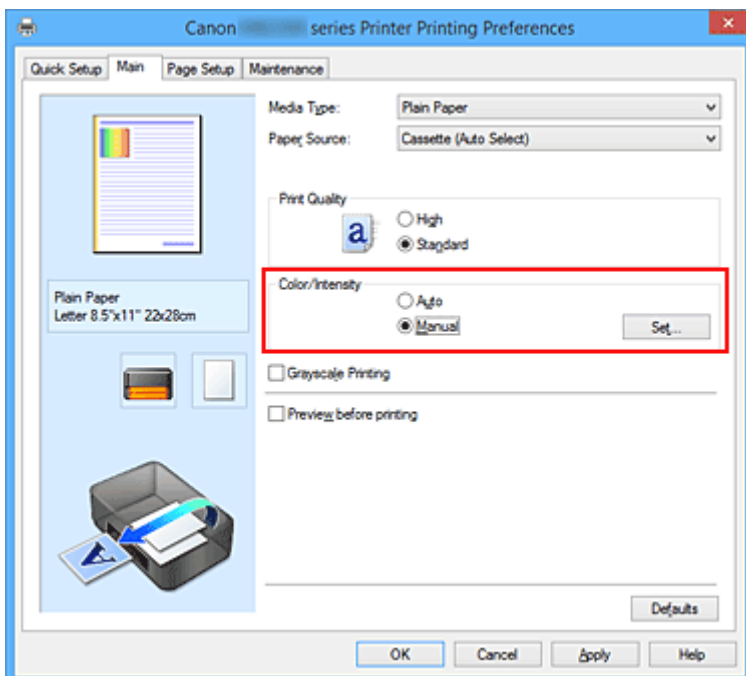 Canon series Printer Printing Preferences
Quick Setup Main Page Setup Maintenance
Media Type: Plain Paper
Paper Source: Cassette (Auto Select)
Print Quality
a
High
Standard
Color/Intensity
Auto
Manual
Set...
Plain Paper
Letter 8.5"x11" 22x28cm
Grayscale Printing
Preview before printing
A
Defaults
OK Cancel Apply Help